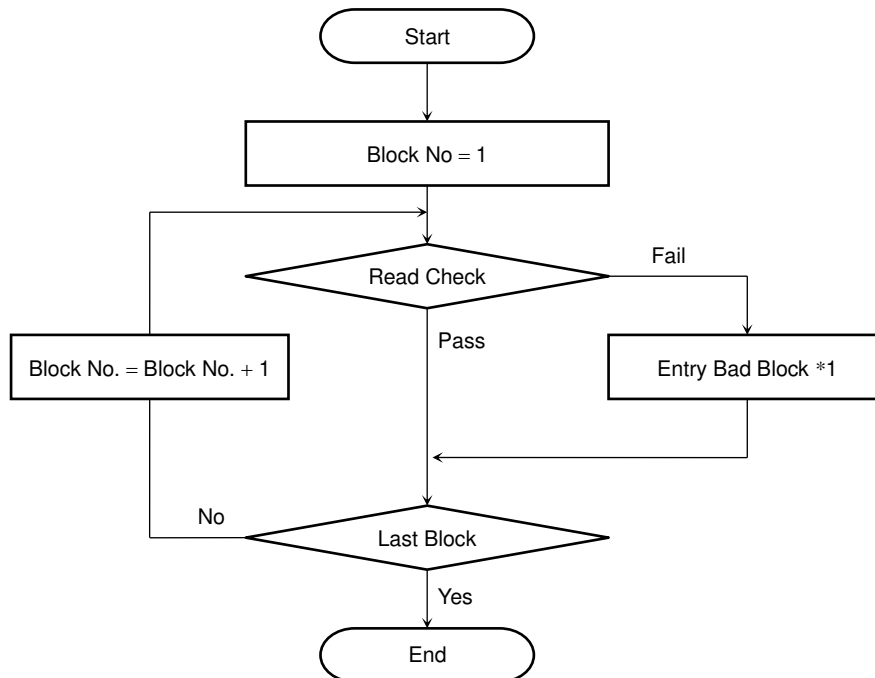 Start
Block No = 1
Read Check
Fail
Pass
Block No. = Block No. + 1
Entry Bad Block *1
No
Last Block
Yes
End